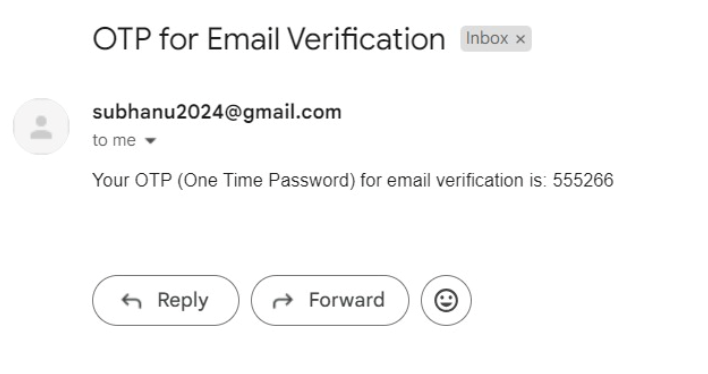 OTP for Email Verification Inbox ×
subhanu2024@gmail.com
to me
Your OTP (One Time Password) for email verification is: 555266
Reply Forward